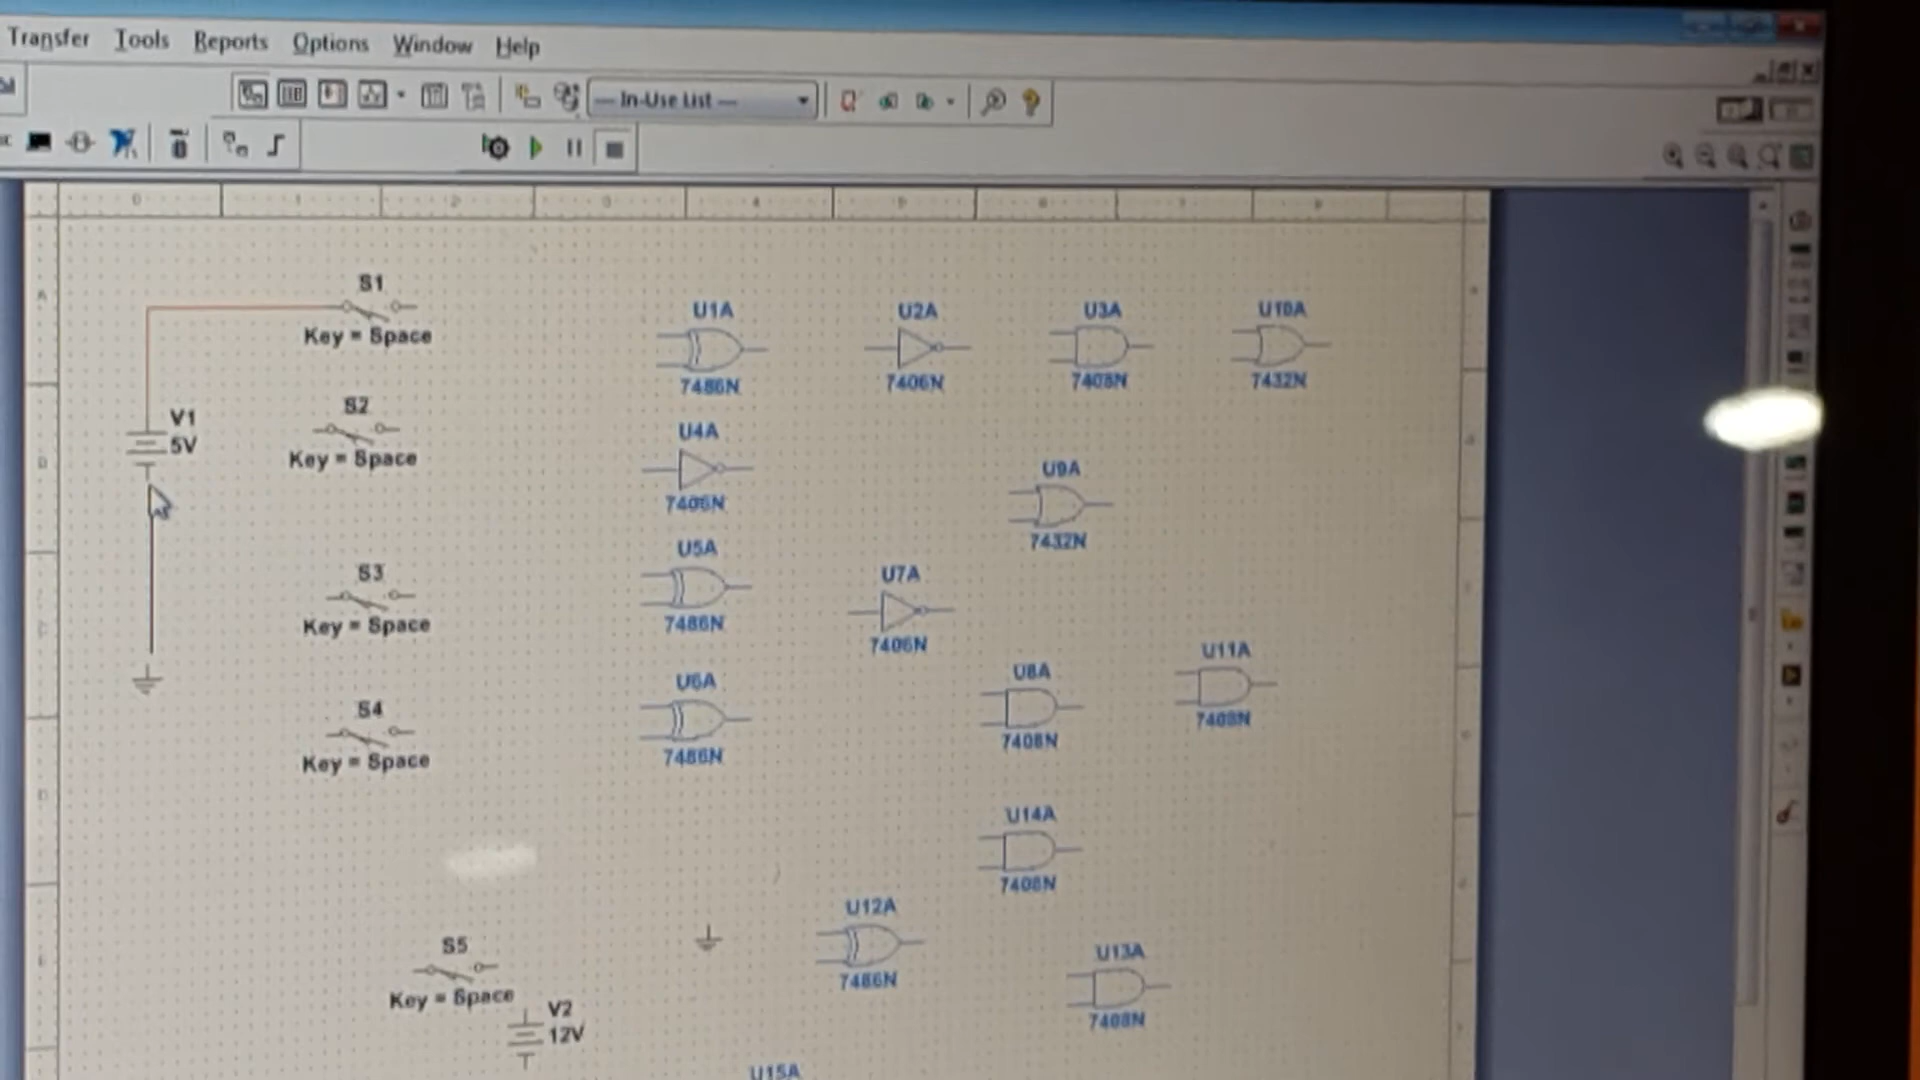 Transfer Tools Reports Options Window Help
--- In-Use List ---
S1
Key = Space
U1A
7486N
U2A
7406N
U3A
7408N
U10A
7432N
S2
Key = Space
V1
5V
U4A
7406N
U9A
7432N
S3
Key = Space
U5A
7486N
U7A
7406N
S4
Key = Space
U6A
7486N
U8A
7408N
U11A
7408N
U14A
7408N
U12A
7486N
U13A
7408N
S5
Key = Space
V2
12V
U15A